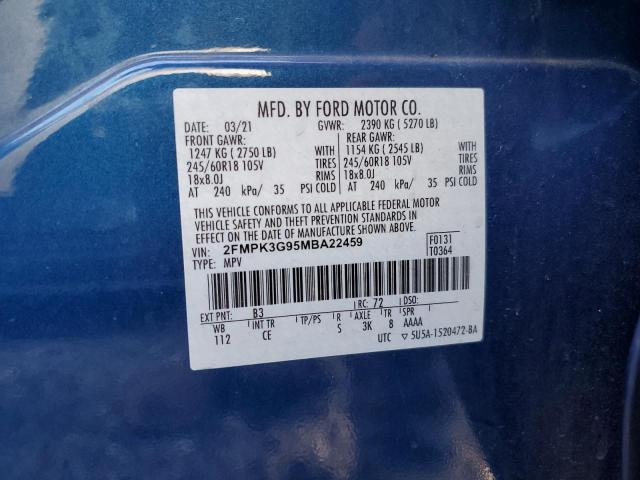 MFD. BY FORD MOTOR CO.
DATE: 03/21 GVWR: 2390 KG (5270 LB)
FRONT GAWR: REAR GAWR:
1247 KG (2750 LB) WITH 1154 KG (2545 LB) WITH
245/60R18 105V TIRES 245/60R18 105V TIRES
18x8.0J RIMS 18x8.0J RIMS
AT 240 kPa/ 35 PSI COLD AT 240 kPa/ 35 PSI COLD
THIS VEHICLE CONFORMS TO ALL APPLICABLE FEDERAL MOTOR
VEHICLE SAFETY AND THEFT PREVENTION STANDARDS IN
EFFECT ON THE DATE OF MANUFACTURE SHOWN ABOVE.
VIN: 2FMPK3G95MBA22459 F0131
TYPE: MPV T0364
EXT PNT: B3 RC: 72 DSO:
WB INT TR TP/PS R AXLE TR SPR
112 CE S 3K 8 AAAA
UTC ▽ 5U5A-1520472-BA